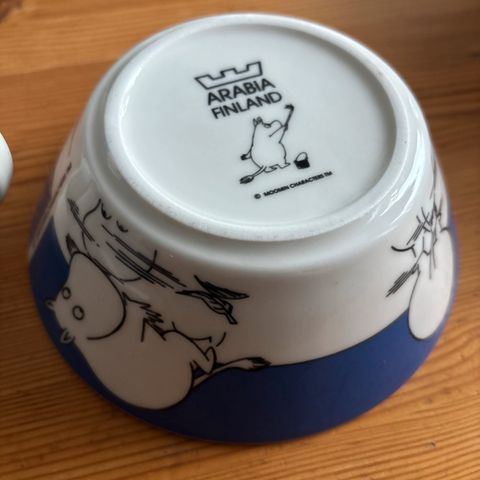 ARABIA
FINLAND
© MOOMIN CHARACTERS ™